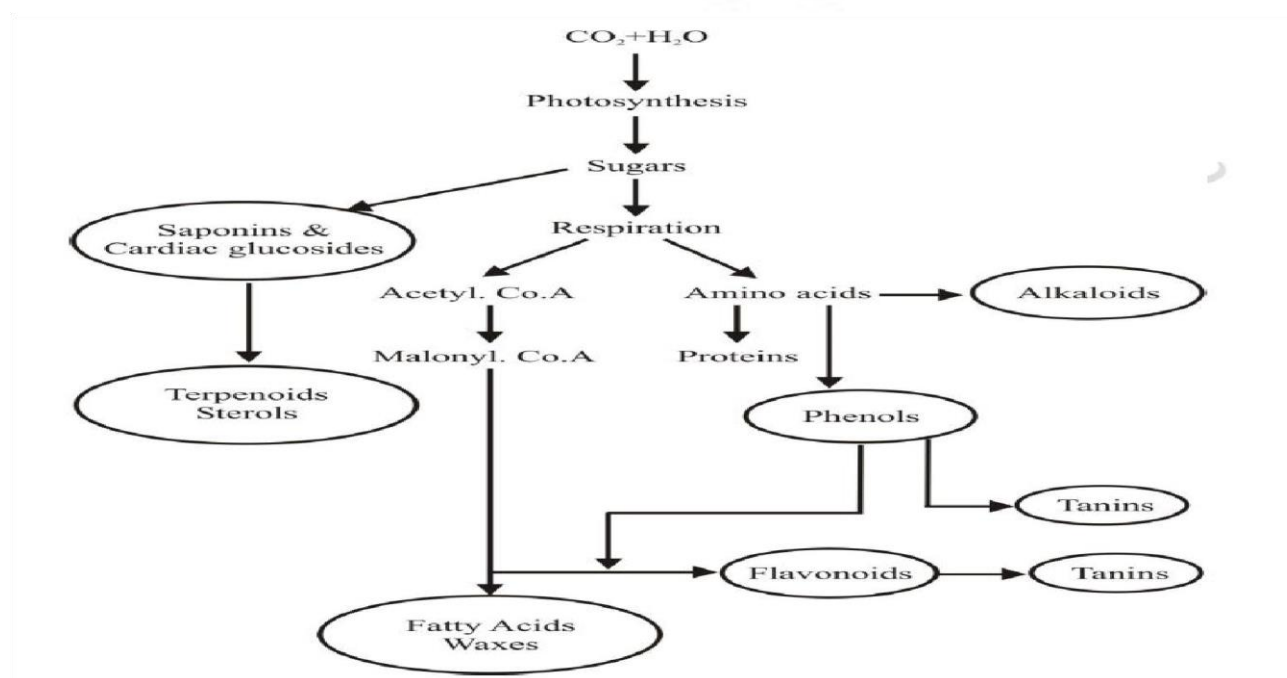 CO₂+H₂O
Photosynthesis
Sugars
Saponins &
Cardiac glucosides
Respiration
Acetyl. Co.A
Amino acids
Alkaloids
Malonyl. Co.A
Proteins
Terpenoids
Sterols
Phenols
Tanins
Flavonoids
Tanins
Fatty Acids
Waxes